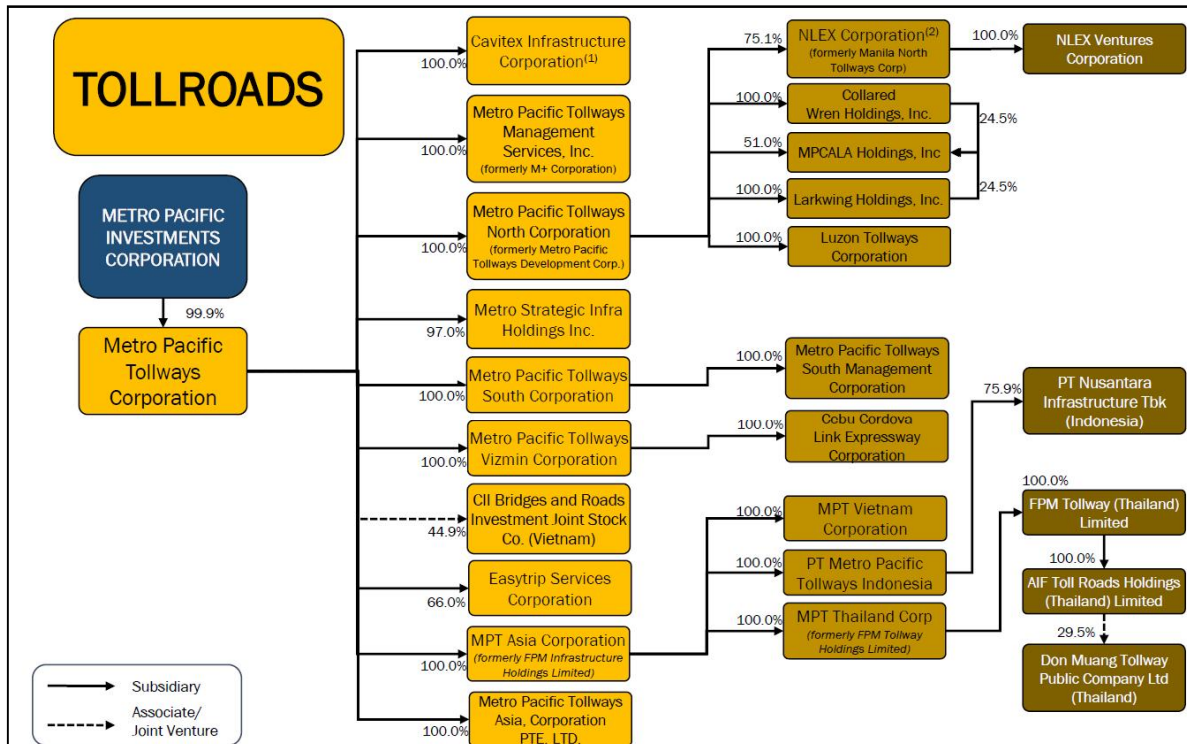 TOLLROADS
METRO PACIFIC
INVESTMENTS
CORPORATION
99.9%
Metro Pacific
Tollways
Corporation
Cavitex Infrastructure
Corporation(1)
100.0%
Metro Pacific Tollways
Management
Services, Inc.
(formerly M+ Corporation)
100.0%
Metro Pacific Tollways
North Corporation
(formerly Metro Pacific
Tollways Development Corp.)
100.0%
Metro Strategic Infra
Holdings Inc.
97.0%
Metro Pacific Tollways
South Corporation
100.0%
Metro Pacific Tollways
Vizmin Corporation
100.0%
CII Bridges and Roads
Investment Joint Stock
Co. (Vietnam)
44.9%
Easytrip Services
Corporation
66.0%
MPT Asia Corporation
(formerly FPM Infrastructure
Holdings Limited)
100.0%
Metro Pacific Tollways
Asia, Corporation
PTE. LTD.
100.0%
75.1%
NLEX Corporation(2)
(formerly Manila North
Tollways Corp)
100.0%
NLEX Ventures
Corporation
100.0%
Collared
Wren Holdings, Inc.
24.5%
51.0%
MPCALA Holdings, Inc
100.0%
Larkwing Holdings, Inc.
24.5%
100.0%
Luzon Tollways
Corporation
100.0%
Metro Pacific Tollways
South Management
Corporation
100.0%
Cebu Cordova
Link Expressway
Corporation
100.0%
MPT Vietnam
Corporation
100.0%
PT Metro Pacific
Tollways Indonesia
100.0%
MPT Thailand Corp
(formerly FPM Tollway
Holdings Limited)
75.9%
PT Nusantara
Infrastructure Tbk
(Indonesia)
100.0%
FPM Tollway (Thailand)
Limited
100.0%
AIF Toll Roads Holdings
(Thailand) Limited
29.5%
Don Muang Tollway
Public Company Ltd
(Thailand)
Subsidiary
Associate/
Joint Venture